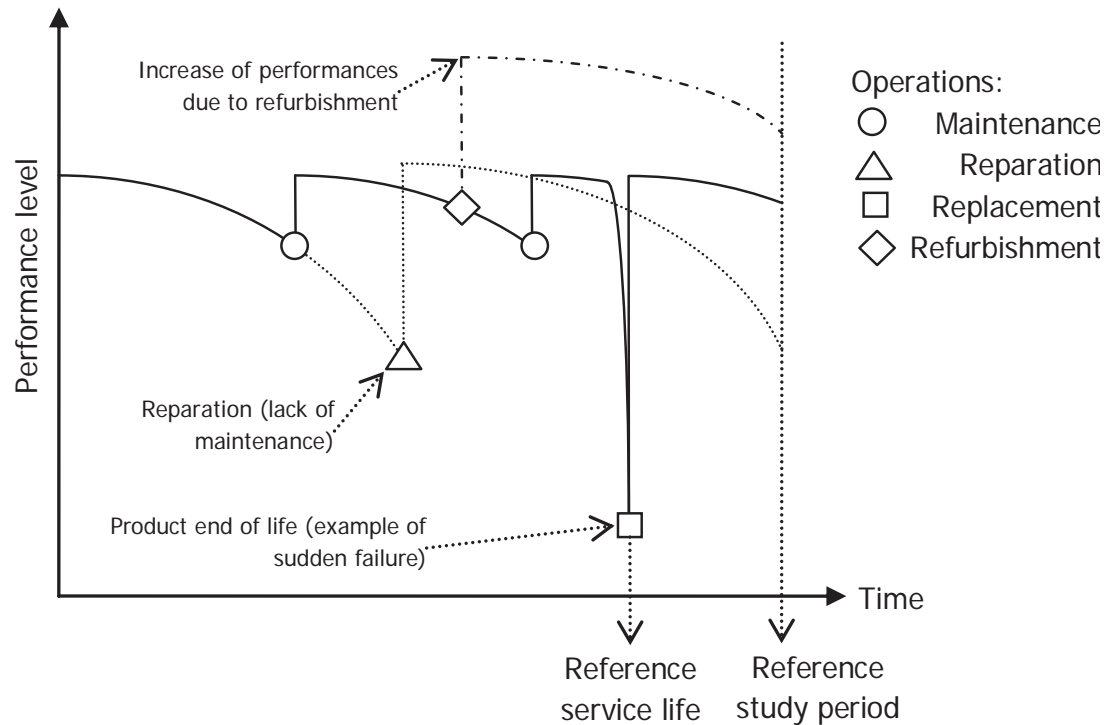 Increase of performances
due to refurbishment
Operations:
Maintenance
Reparation
Replacement
Refurbishment
Performance level
Reparation (lack of
maintenance)
Product end of life (example of
sudden failure)
Time
Reference
service life
Reference
study period